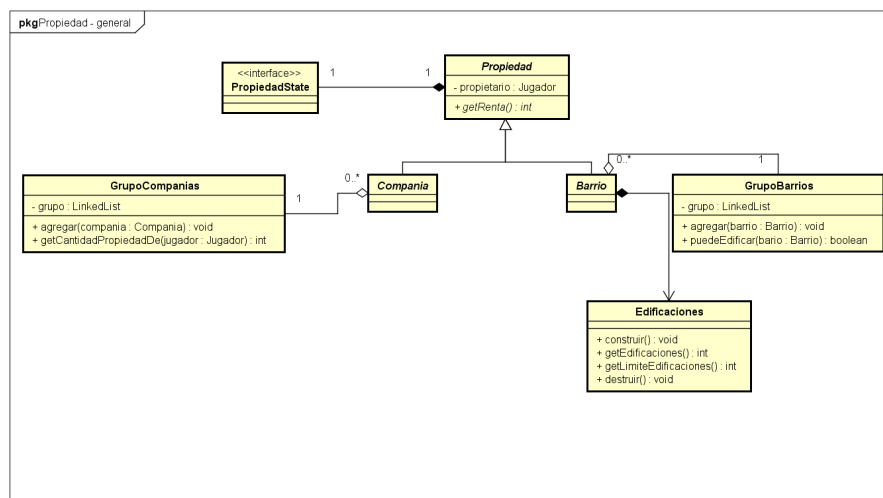 pkg Propiedad - general
Propiedad
- propietario : Jugador
+ getRenta() : int
<<interface>>
PropiedadState
1
1
GrupoCompanias
- grupo : LinkedList
+ agregar(compania : Compania) : void
+ getCantidadPropiedadDe(jugador : Jugador) : int
1
0..*
Compania
Barrio
0..*
1
GrupoBarrios
- grupo : LinkedList
+ agregar(barrio : Barrio) : void
+ puedeEdificar(bario : Barrio) : boolean
Edificaciones
+ construir() : void
+ getEdificaciones() : int
+ getLimiteEdificaciones() : int
+ destruir() : void